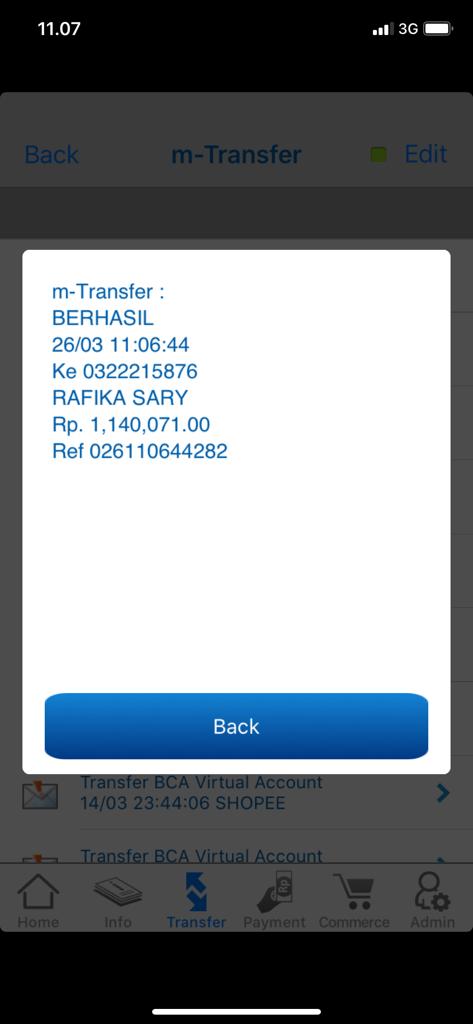 11.07
3G
Back
m-Transfer
Edit
m-Transfer :
BERHASIL
26/03 11:06:44
Ke 0322215876
RAFIKA SARY
Rp. 1,140,071.00
Ref 026110644282
Back
Transfer BCA Virtual Account
14/03 23:44:06 SHOPEE
Transfer BCA Virtual Account
Rp
Home
Info
Transfer
Payment
Commerce
Admin